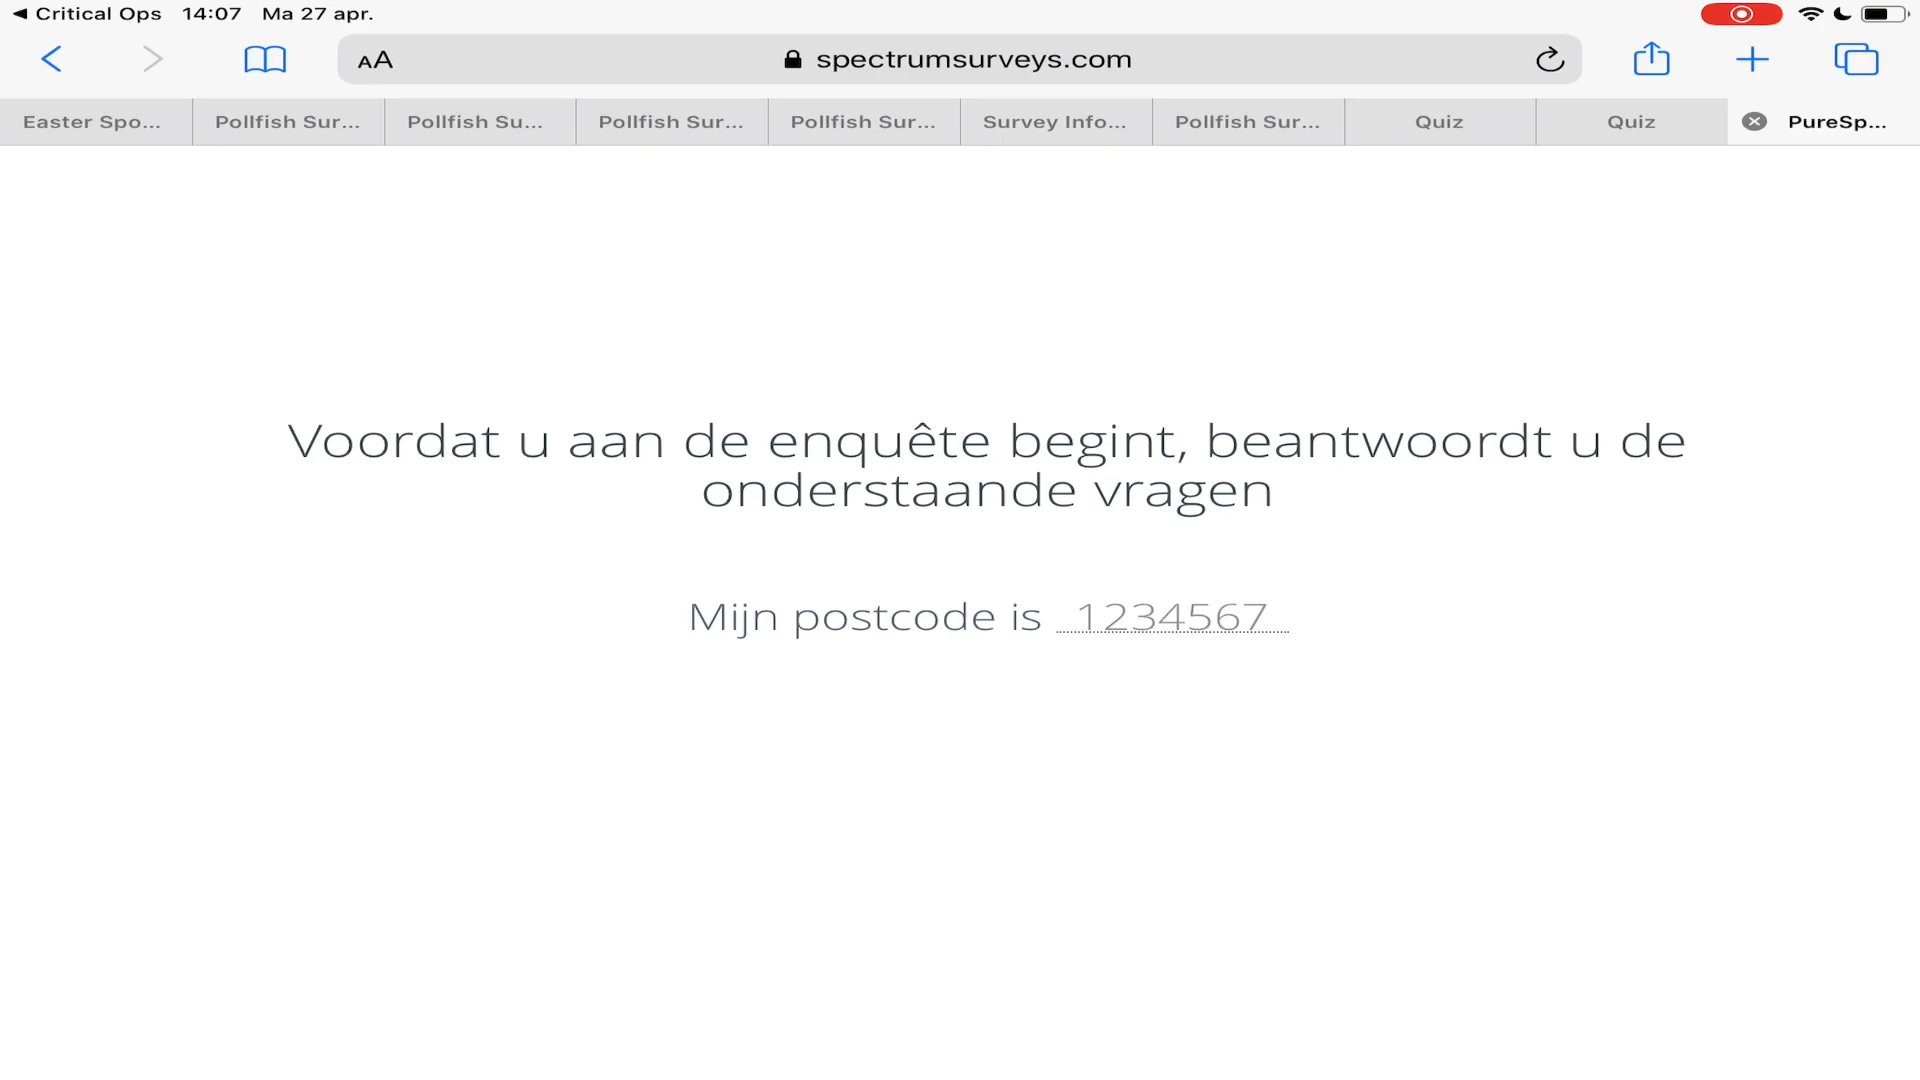 ◀ Critical Ops 14:07 Ma 27 apr.
AA spectrumsurveys.com
Easter Spo... Pollfish Sur... Pollfish Su... Pollfish Sur... Pollfish Sur... Survey Info... Pollfish Sur... Quiz Quiz PureSp...
Voordat u aan de enquête begint, beantwoordt u de
onderstaande vragen
Mijn postcode is 1234567